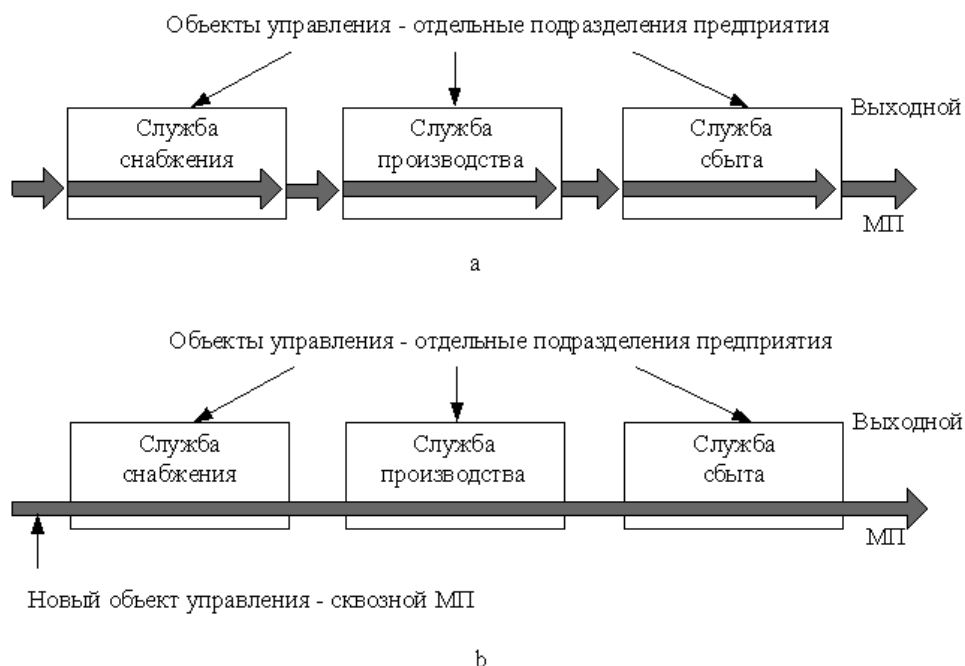 Объекты управления - отдельные подразделения предприятия
Служба
снабжения
Служба
производства
Служба
сбыта
Выходной
МП
a
Объекты управления - отдельные подразделения предприятия
Служба
снабжения
Служба
производства
Служба
сбыта
Выходной
МП
Новый объект управления - сквозной МП
b